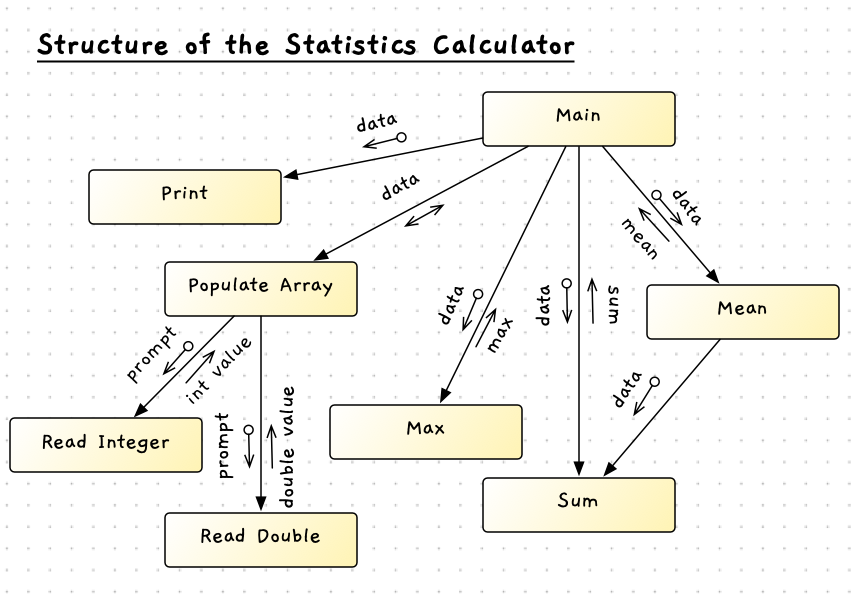 Structure of the Statistics Calculator
Main
data
Print
data
data
mean
Populate Array
data
max
data
sum
Mean
prompt
int value
data
Read Integer
prompt
double value
Max
Sum
Read Double